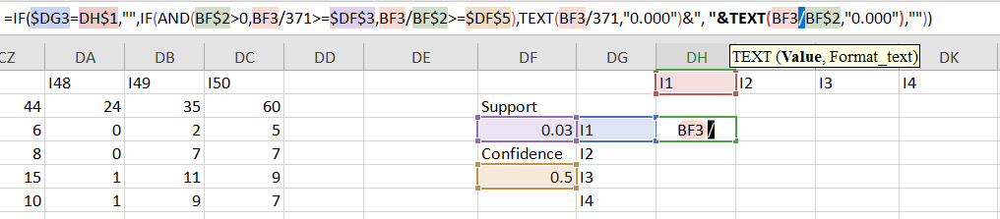 =IF($DG3=DH$1,"",IF(AND(BF$2>0,BF3/371>=$DF$3,BF3/BF$2>=$DF$5),TEXT(BF3/371,"0.000")&", "&TEXT(BF3/BF$2,"0.000"),""))
CZ DA DB DC DD DE DF DG DH TEXT (Value, Format_text) DK
I48 I49 I50 I1 I2 I3 I4
44 24 35 60 Support
6 0 2 5 0.03 I1 BF3 /
8 0 7 7 Confidence I2
15 1 11 9 0.5 I3
10 1 9 7 I4